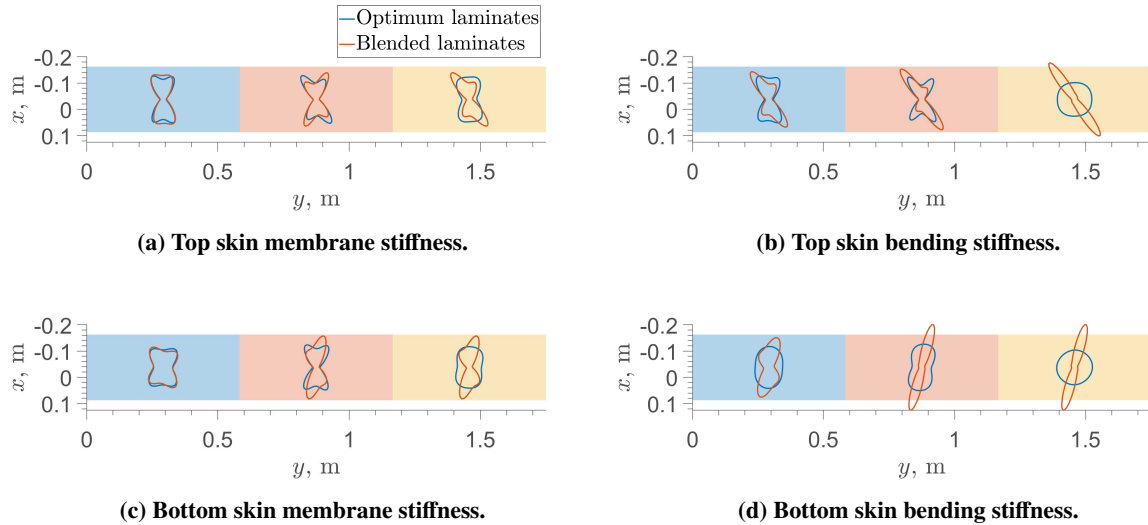 Optimum laminates
Blended laminates
-0.2
-0.1
0
0.1
x, m
0
0.5
1
1.5
y, m
(a) Top skin membrane stiffness.
-0.2
-0.1
0
0.1
x, m
0
0.5
1
1.5
y, m
(b) Top skin bending stiffness.
-0.2
-0.1
0
0.1
x, m
0
0.5
1
1.5
y, m
(c) Bottom skin membrane stiffness.
-0.2
-0.1
0
0.1
x, m
0
0.5
1
1.5
y, m
(d) Bottom skin bending stiffness.